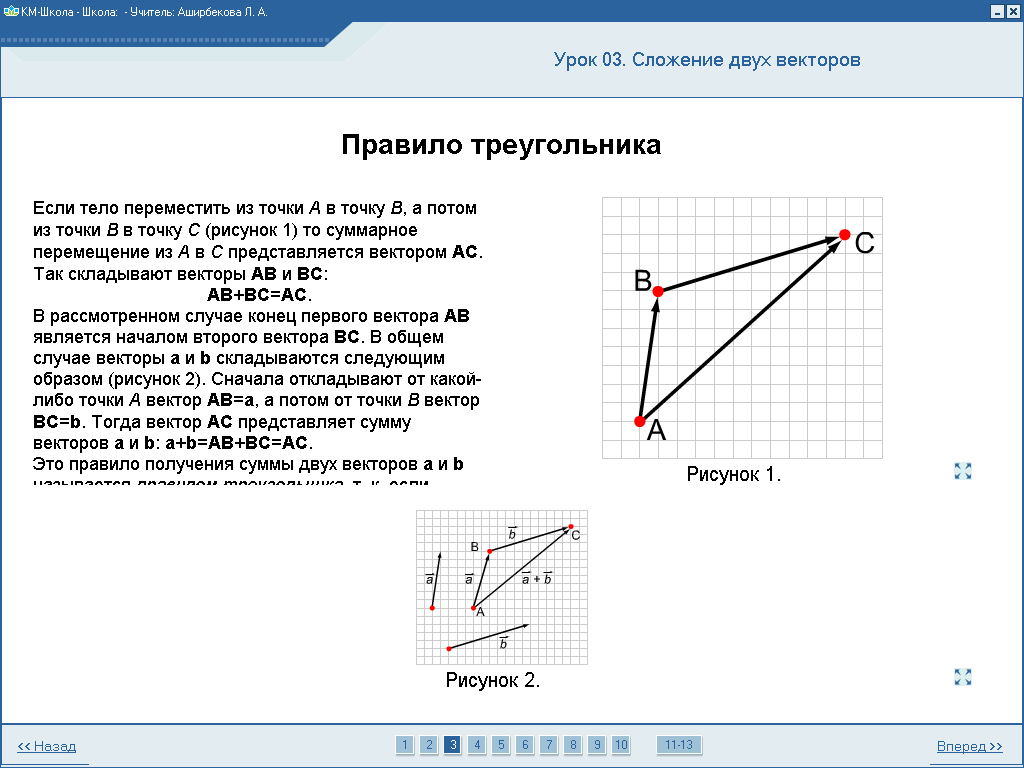 КМ-Школа - Школа:  - Учитель: Аширбекова Л. А.
Урок 03. Сложение двух векторов
Правило треугольника
Если тело переместить из точки A в точку B, а потом
из точки B в точку C (рисунок 1) то суммарное
перемещение из A в C представляется вектором AC.
Так складывают векторы AB и BC:
AB+BC=AC.
В рассмотренном случае конец первого вектора AB
является началом второго вектора BC. В общем
случае векторы a и b складываются следующим
образом (рисунок 2). Сначала откладывают от какой-
либо точки A вектор AB=a, а потом от точки B вектор
BC=b. Тогда вектор AC представляет сумму
векторов a и b: a+b=AB+BC=AC.
Это правило получения суммы двух векторов a и b
называется правилом треугольника, т. к. если
C
B
A
Рисунок 1.
b
C
B
a
a
a + b
A
b
Рисунок 2.
<< Назад
1 2 3 4 5 6 7 8 9 10 11-13
Вперед >>